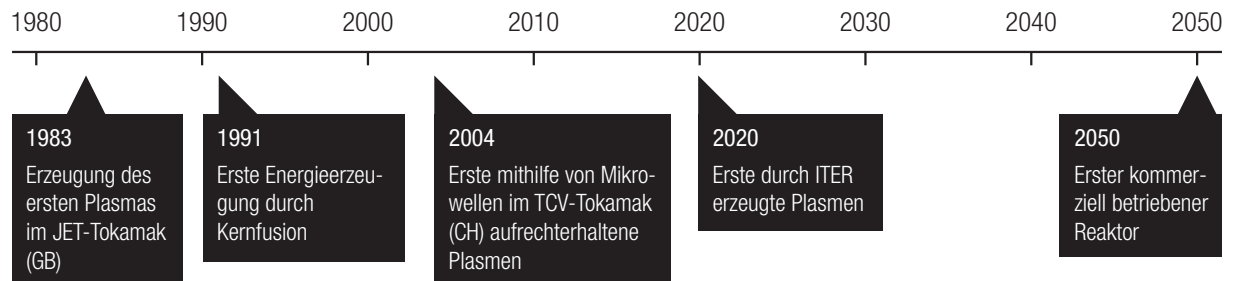 1980 1990 2000 2010 2020 2030 2040 2050
1983
Erzeugung des
ersten Plasmas
im JET-Tokamak
(GB)
1991
Erste Energieerzeu-
gung durch
Kernfusion
2004
Erste mithilfe von Mikro-
wellen im TCV-Tokamak
(CH) aufrechterhaltene
Plasmen
2020
Erste durch ITER
erzeugte Plasmen
2050
Erster kommer-
ziell betriebener
Reaktor